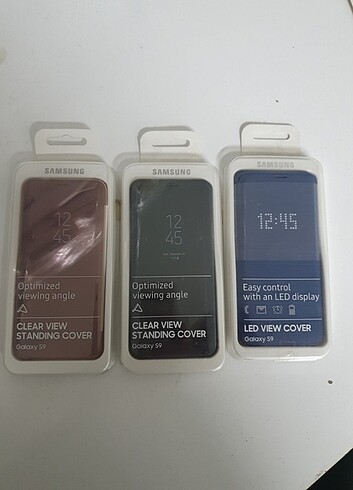 SAMSUNG
12
45
Optimized
viewing angle
CLEAR VIEW
STANDING COVER
Galaxy S9
SAMSUNG
12
45
Optimized
viewing angle
CLEAR VIEW
STANDING COVER
Galaxy S9
SAMSUNG
12:45
Easy control
with an LED display
LED VIEW COVER
Galaxy S9